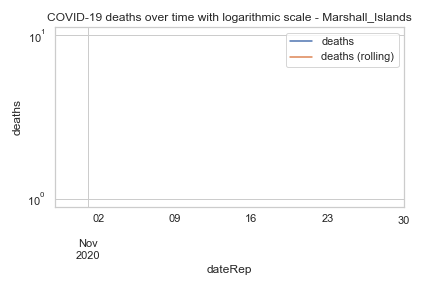 COVID-19 deaths over time with logarithmic scale - Marshall_Islands
10¹
deaths
deaths (rolling)
deaths
10⁰
02 09 16 23 30
Nov
2020
dateRep